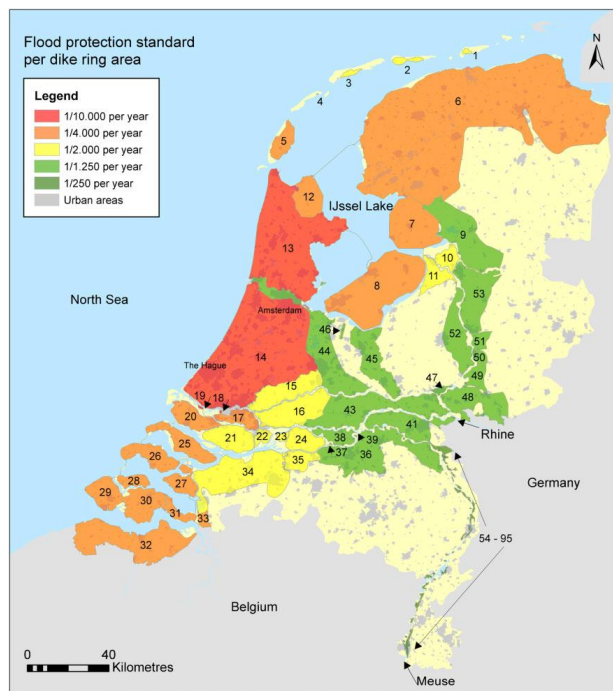 Flood protection standard
per dike ring area
Legend
1/10.000 per year
1/4.000 per year
1/2.000 per year
1/1.250 per year
1/250 per year
Urban areas
N
1
2
3
4
5
6
IJssel Lake
12
7
13
9
10
11
8
53
North Sea
Amsterdam
46
52
44
51
14
45
50
The Hague
47
49
15
48
19
18
16
43
20
17
41
Rhine
21
22
23
24
38
39
25
37
36
26
35
34
Germany
28
27
29
30
31
33
32
54 - 95
Belgium
0
40
Kilometres
Meuse